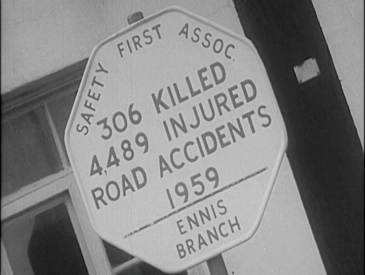 SAFETY FIRST ASSOC.
306 KILLED
4,489 INJURED
ROAD ACCIDENTS
1959
ENNIS
BRANCH